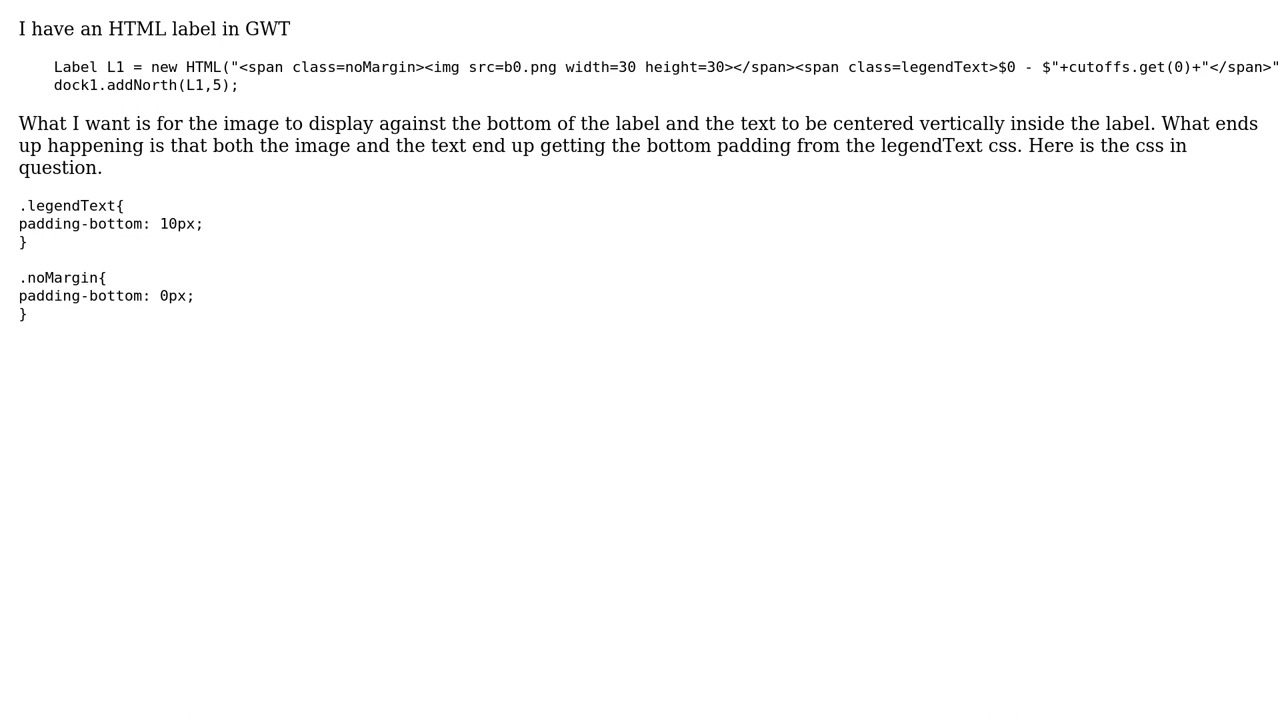 I have an HTML label in GWT
Label L1 = new HTML("<span class=noMargin><img src=b0.png width=30 height=30></span><span class=legendText>$0 - $"+cutoffs.get(0)+"</span>"
dock1.addNorth(L1,5);
What I want is for the image to display against the bottom of the label and the text to be centered vertically inside the label. What ends
up happening is that both the image and the text end up getting the bottom padding from the legendText css. Here is the css in
question.
.legendText{
padding-bottom: 10px;
}
.noMargin{
padding-bottom: 0px;
}